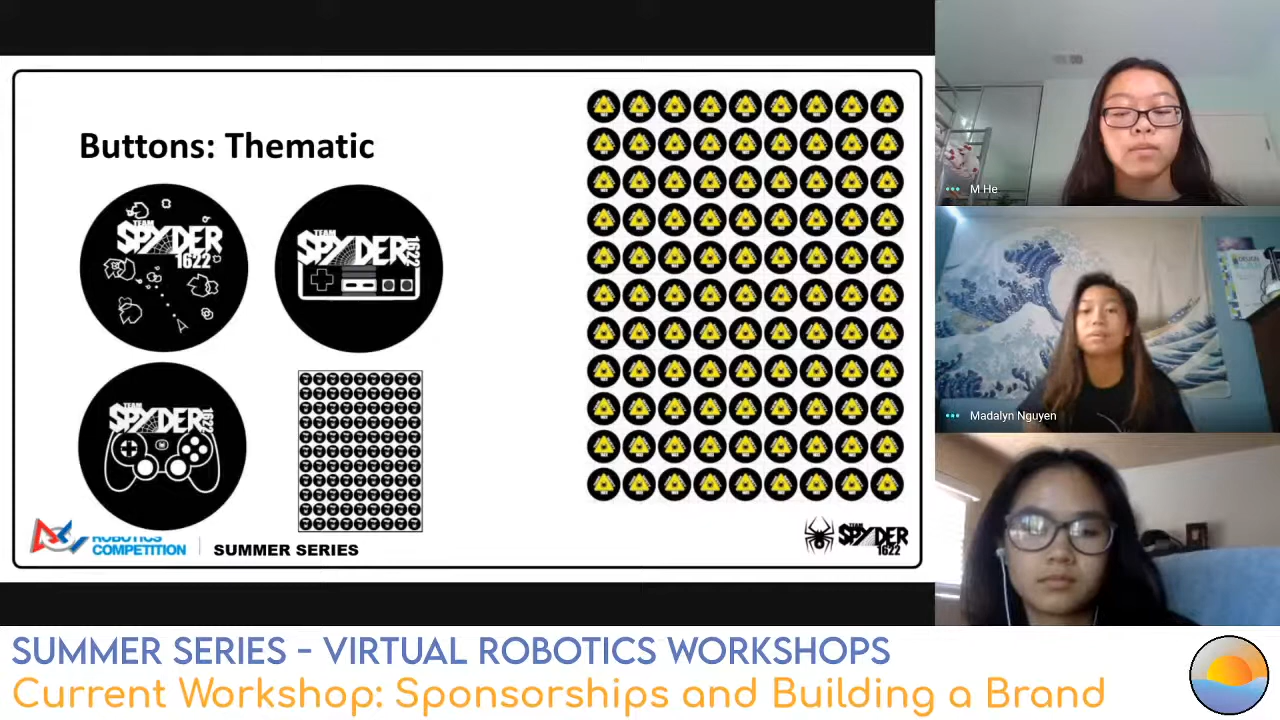 Buttons: Thematic
TEAM
SPYDER
1622
TEAM
SPYDER
1622
TEAM
SPYDER
1622
ROBOTICS
COMPETITION
SUMMER SERIES
TEAM
SPYDER
1622
M He
Madalyn Nguyen
SUMMER SERIES - VIRTUAL ROBOTICS WORKSHOPS
Current Workshop: Sponsorships and Building a Brand